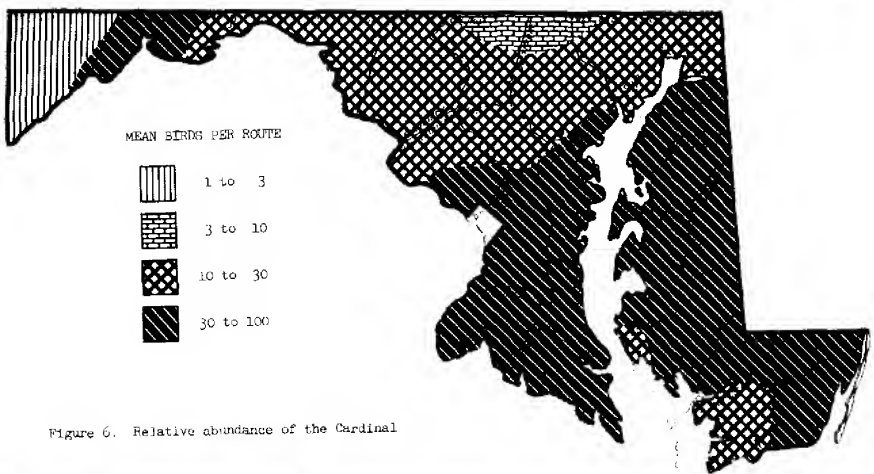 MEAN BIRDS PER ROUTE
1 to 3
3 to 10
10 to 30
30 to 100
Figure 6. Relative abundance of the Cardinal